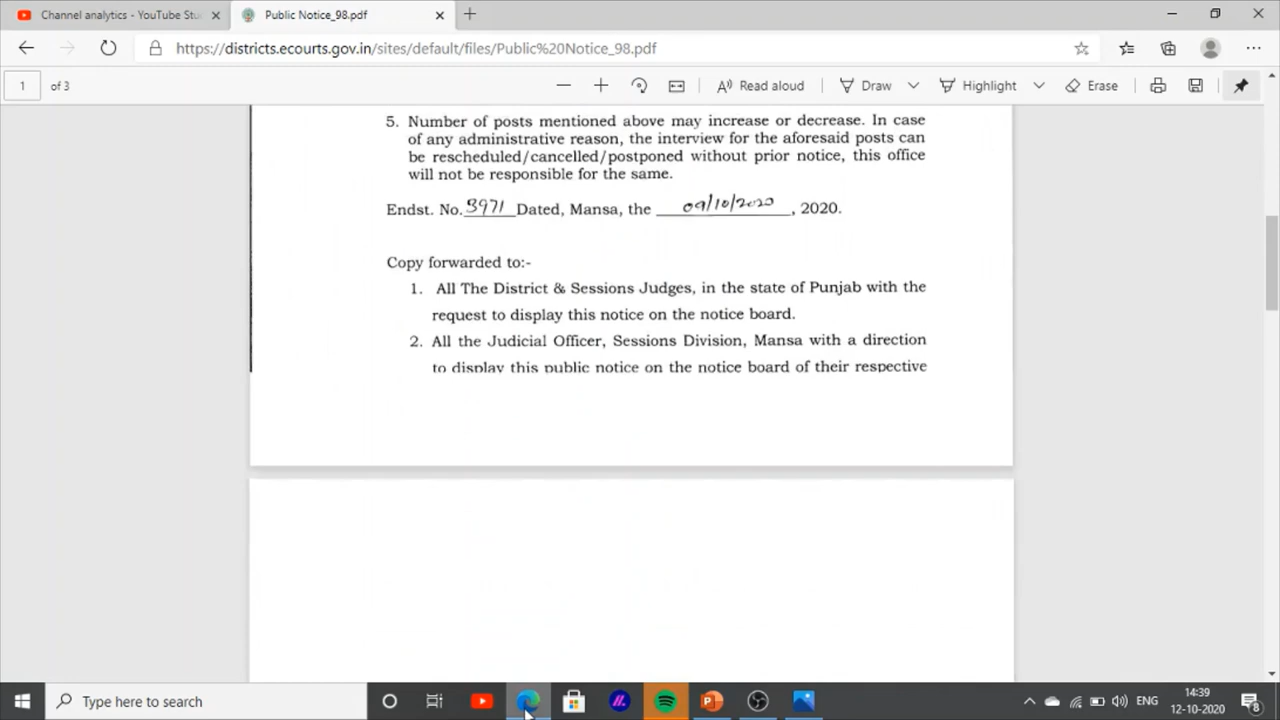 Channel analytics - YouTube Stu
Public Notice_98.pdf
https://districts.ecourts.gov.in/sites/default/files/Public%20Notice_98.pdf
1 of 3
Read aloud
Draw
Highlight
Erase
5. Number of posts mentioned above may increase or decrease. In case
of any administrative reason, the interview for the aforesaid posts can
be rescheduled/cancelled/postponed without prior notice, this office
will not be responsible for the same.
Endst. No. 3971 Dated, Mansa, the 09/10/2020, 2020.
Copy forwarded to:-
1. All The District & Sessions Judges, in the state of Punjab with the
request to display this notice on the notice board.
2. All the Judicial Officer, Sessions Division, Mansa with a direction
to display this public notice on the notice board of their respective
Type here to search
ENG
14:39
12-10-2020
8